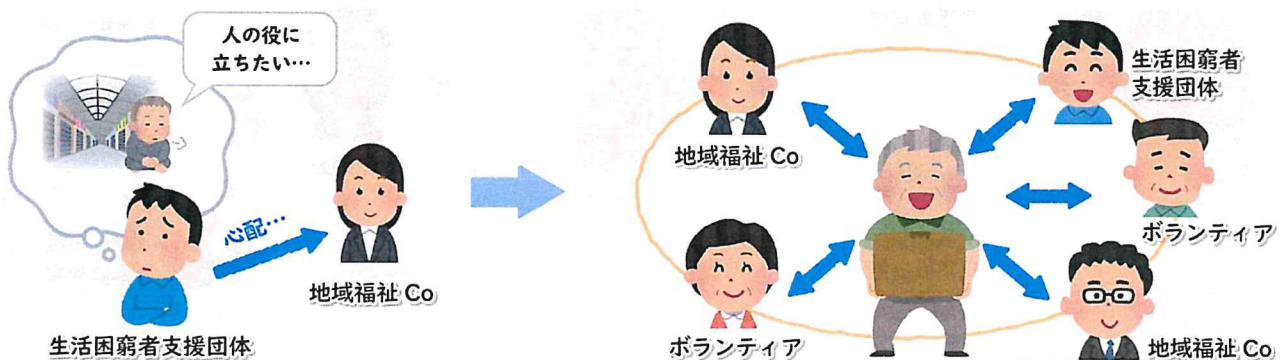 人の役に
立ちたい…
心配…
地域福祉 Co
生活困窮者支援団体
地域福祉 Co
生活困窮者
支援団体
ボランティア
ボランティア
地域福祉 Co